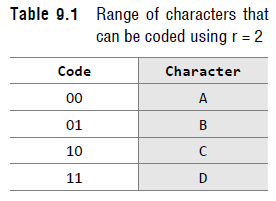 Table 9.1 Range of characters that
can be coded using r = 2
Code Character
00 A
01 B
10 C
11 D